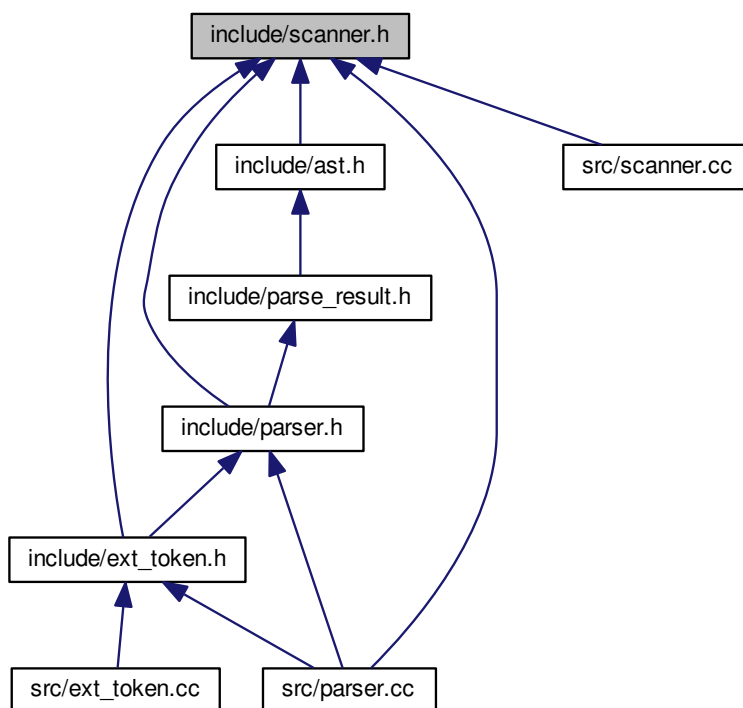 include/scanner.h
include/ast.h
src/scanner.cc
include/parse_result.h
include/parser.h
include/ext_token.h
src/ext_token.cc
src/parser.cc